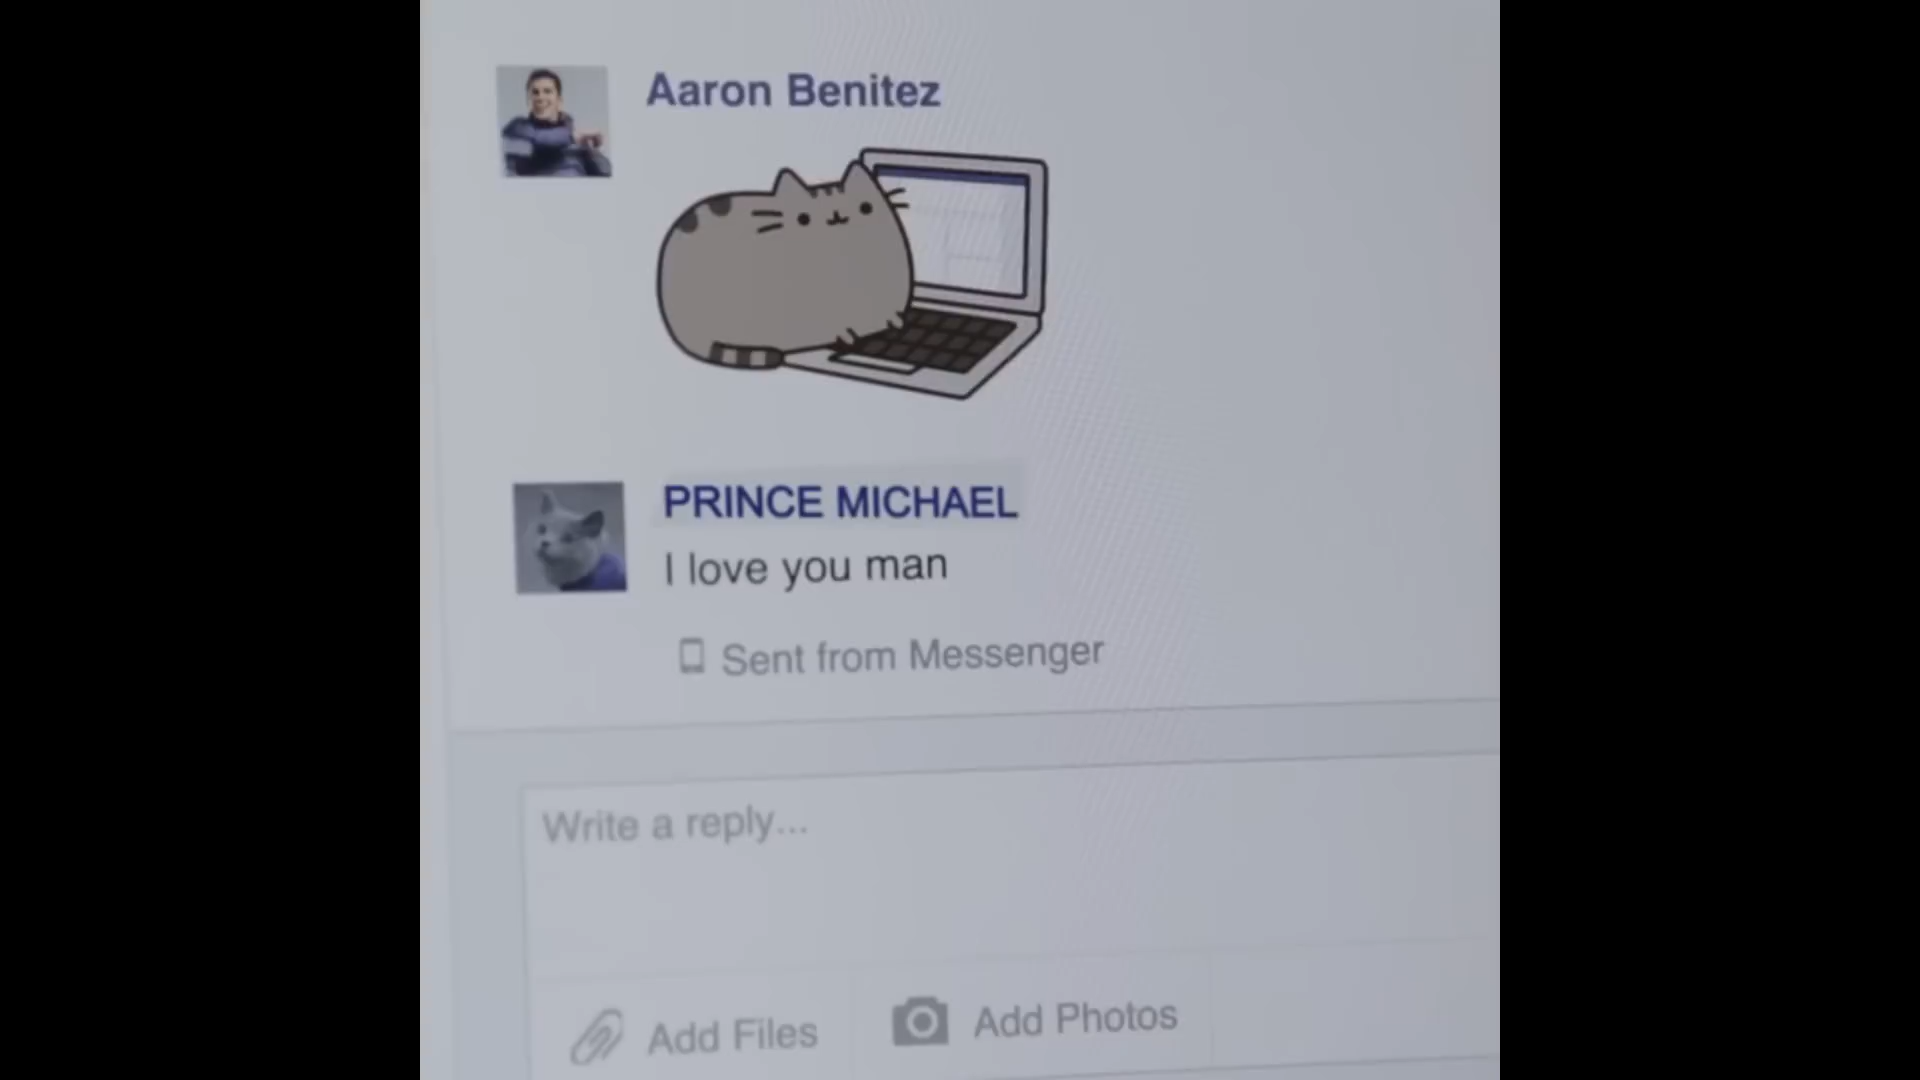 Aaron Benitez
PRINCE MICHAEL
I love you man
Sent from Messenger
Write a reply...
Add Files
Add Photos